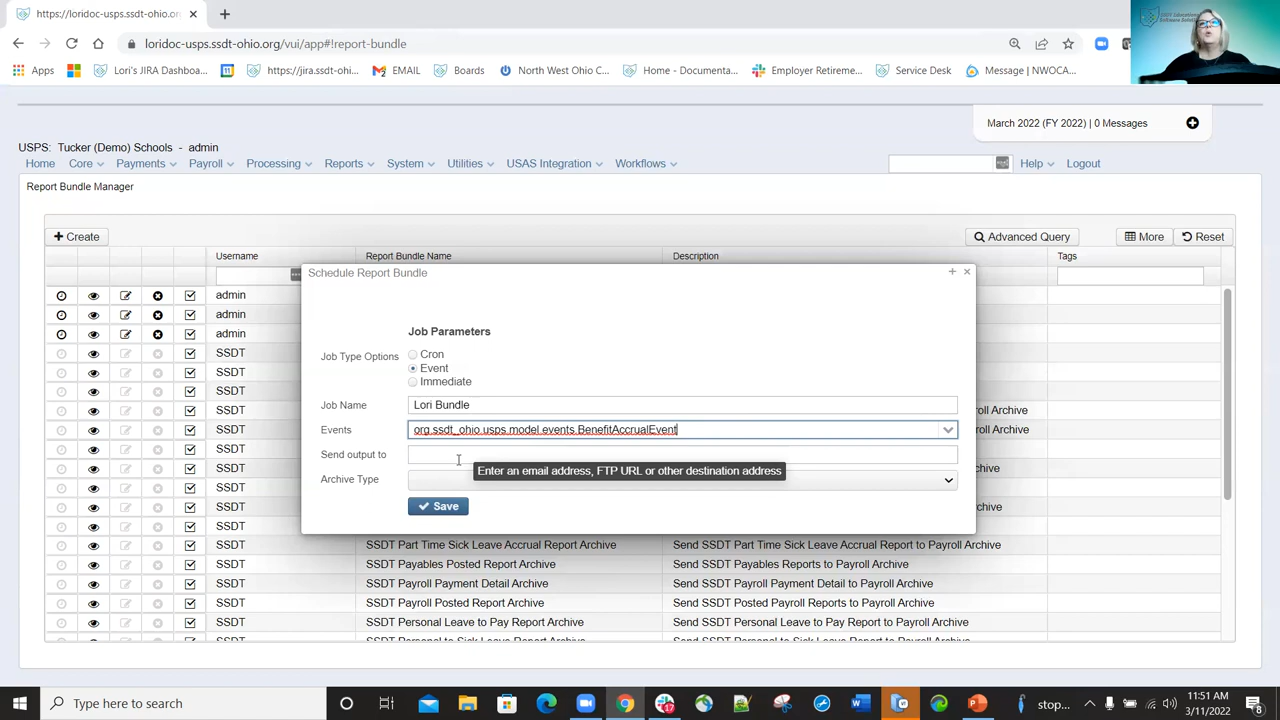 https://loridoc-usps.ssdt-ohio.org/
loridoc-usps.ssdt-ohio.org/vui/app#!report-bundle
Apps
Lori's JIRA Dashboa...
https://jira.ssdt-ohi...
EMAIL
Boards
North West Ohio C...
Home - Documenta...
Employer Retireme...
Service Desk
Message | NWOCA...
March 2022 (FY 2022) | 0 Messages
USPS: Tucker (Demo) Schools - admin
Home Core Payments Payroll Processing Reports System Utilities USAS Integration Workflows Help Logout
Report Bundle Manager
Create Advanced Query More Reset
Username Report Bundle Name Description Tags
Schedule Report Bundle
Job Parameters
Job Type Options
Cron
Event
Immediate
Job Name Lori Bundle
Events org.ssdt_ohio.usps.model.events.BenefitAccrualEvent
Send output to
Enter an email address, FTP URL or other destination address
Archive Type
Save
admin
admin
admin
SSDT
SSDT
SSDT
SSDT roll Archive
SSDT oll Archive
SSDT
SSDT
SSDT chive
SSDT
SSDT SSDT Part Time Sick Leave Accrual Report Archive Send SSDT Part Time Sick Leave Accrual Report to Payroll Archive
SSDT SSDT Payables Posted Report Archive Send SSDT Payables Reports to Payroll Archive
SSDT SSDT Payroll Payment Detail Archive Send SSDT Payroll Payment Detail to Payroll Archive
SSDT SSDT Payroll Posted Report Archive Send SSDT Posted Payroll Reports to Payroll Archive
SSDT SSDT Personal Leave to Pay Report Archive Send SSDT Personal Leave to Pay Report to Payroll Archive
Type here to search
stop...
11:51 AM
3/11/2022